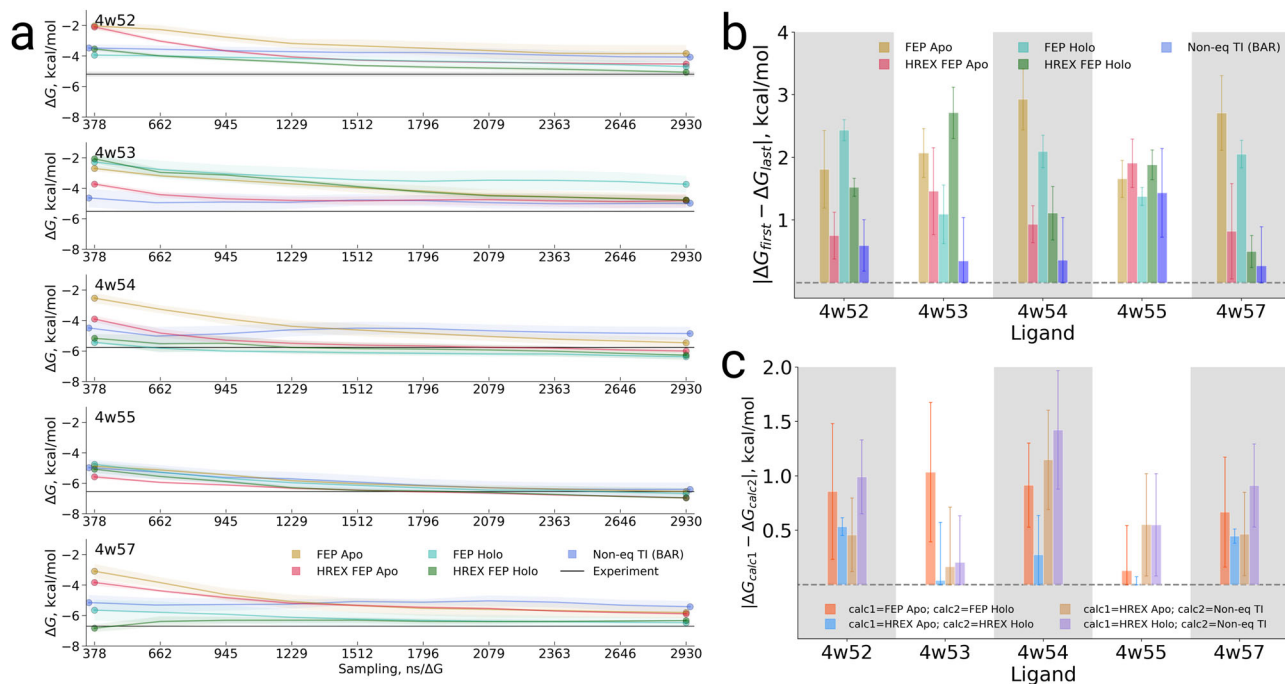 a
4w52
ΔG, kcal/mol
−2
−4
−6
−8
378 662 945 1229 1512 1796 2079 2363 2646 2930
4w53
ΔG, kcal/mol
−2
−4
−6
−8
378 662 945 1229 1512 1796 2079 2363 2646 2930
4w54
ΔG, kcal/mol
−2
−4
−6
−8
378 662 945 1229 1512 1796 2079 2363 2646 2930
4w55
ΔG, kcal/mol
−2
−4
−6
−8
378 662 945 1229 1512 1796 2079 2363 2646 2930
4w57
FEP Apo FEP Holo Non-eq TI (BAR)
HREX FEP Apo HREX FEP Holo Experiment
ΔG, kcal/mol
−2
−4
−6
−8
378 662 945 1229 1512 1796 2079 2363 2646 2930
Sampling, ns/ΔG
b
FEP Apo FEP Holo Non-eq TI (BAR)
HREX FEP Apo HREX FEP Holo
|ΔGfirst − ΔGlast|, kcal/mol
4
3
2
1
4w52 4w53 4w54 4w55 4w57
Ligand
c
|ΔGcalc1 − ΔGcalc2|, kcal/mol
2.0
1.5
1.0
0.5
calc1=FEP Apo; calc2=FEP Holo calc1=HREX Apo; calc2=Non-eq TI
calc1=HREX Apo; calc2=HREX Holo calc1=HREX Holo; calc2=Non-eq TI
4w52 4w53 4w54 4w55 4w57
Ligand